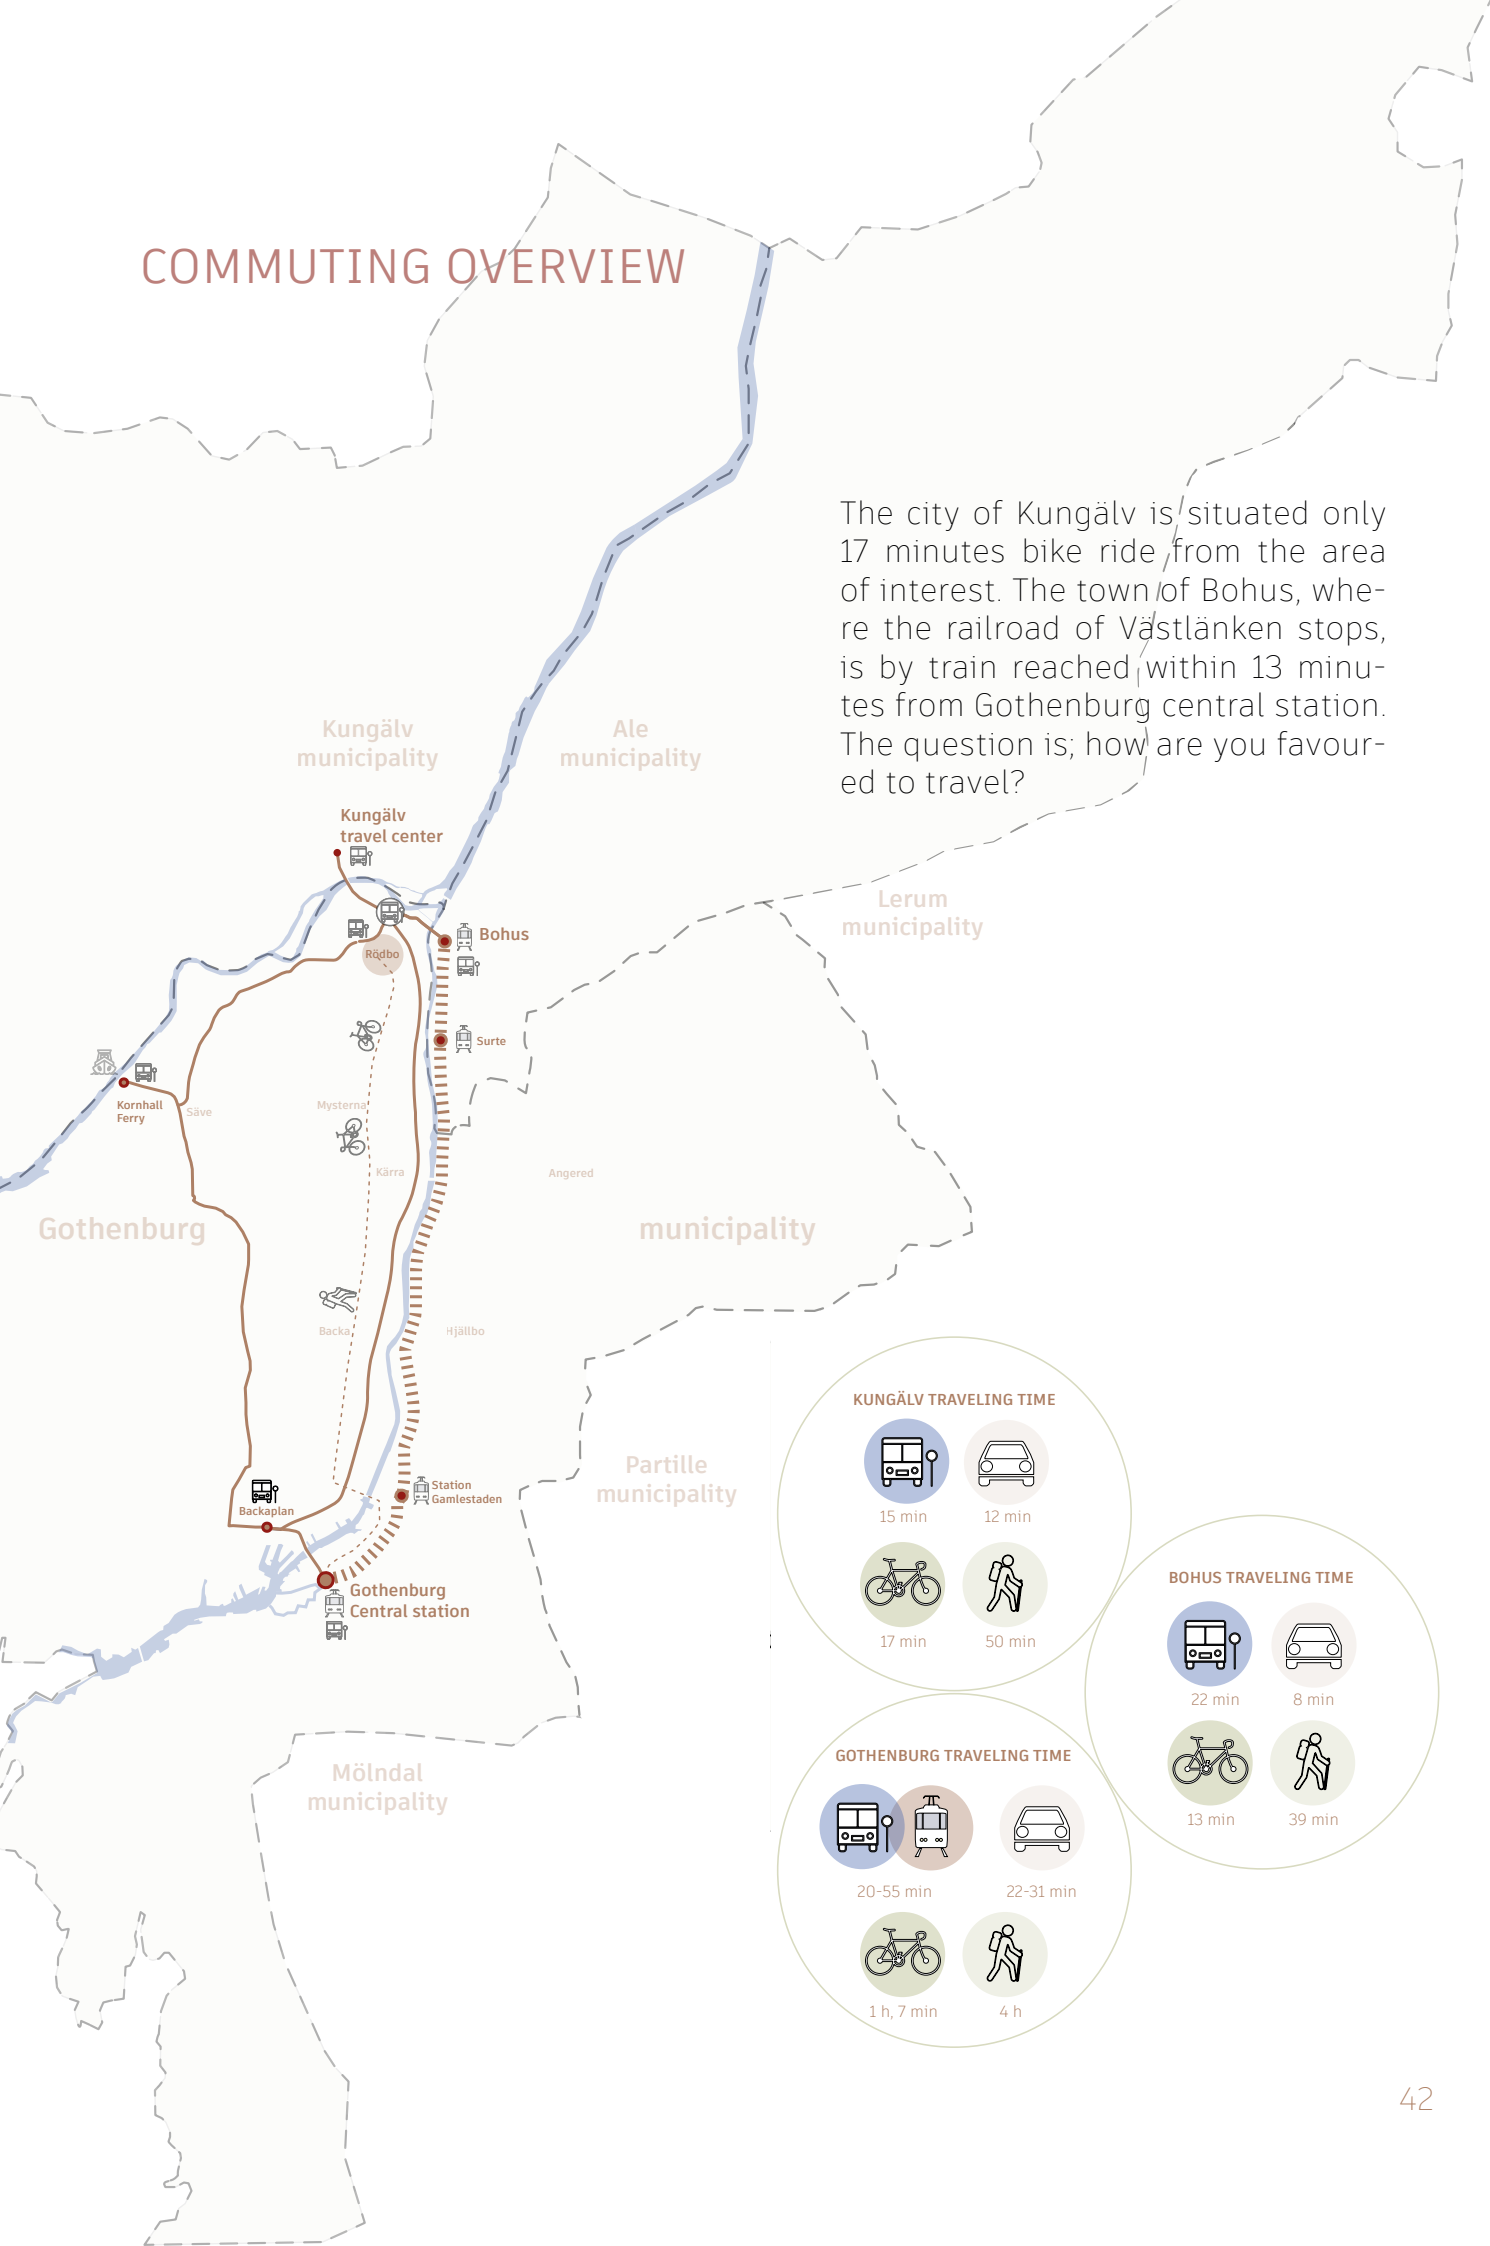 COMMUTING OVERVIEW
The city of Kungälv is situated only
17 minutes bike ride from the area
of interest. The town of Bohus, whe-
re the railroad of Västlänken stops,
is by train reached within 13 minu-
tes from Gothenburg central station.
The question is; how are you favour-
ed to travel?
Kungälv
municipality
Ale
municipality
Kungälv
travel center
Lerum
municipality
Bohus
Rödbo
Surte
Kornhall
Ferry
Säve
Mysterna
Kärra
Angered
Gothenburg
municipality
Backa
Hjällbo
Partille
municipality
Station
Gamlestaden
Backaplan
Gothenburg
Central station
Mölndal
municipality
KUNGÄLV TRAVELING TIME
15 min
12 min
17 min
50 min
BOHUS TRAVELING TIME
22 min
8 min
13 min
39 min
GOTHENBURG TRAVELING TIME
20-55 min
22-31 min
1 h, 7 min
4 h
42